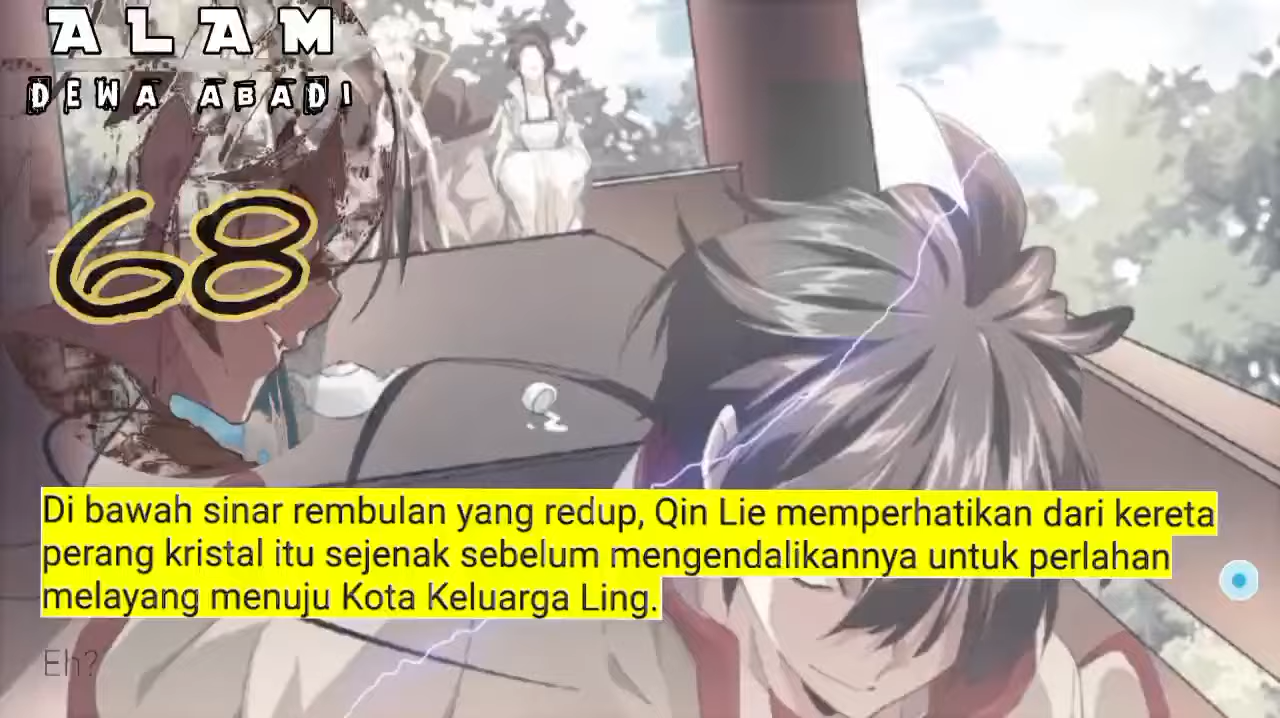 ALAM
DEWA ABADI
68
Di bawah sinar rembulan yang redup, Qin Lie memperhatikan dari kereta
perang kristal itu sejenak sebelum mengendalikannya untuk perlahan
melayang menuju Kota Keluarga Ling.
Eh?